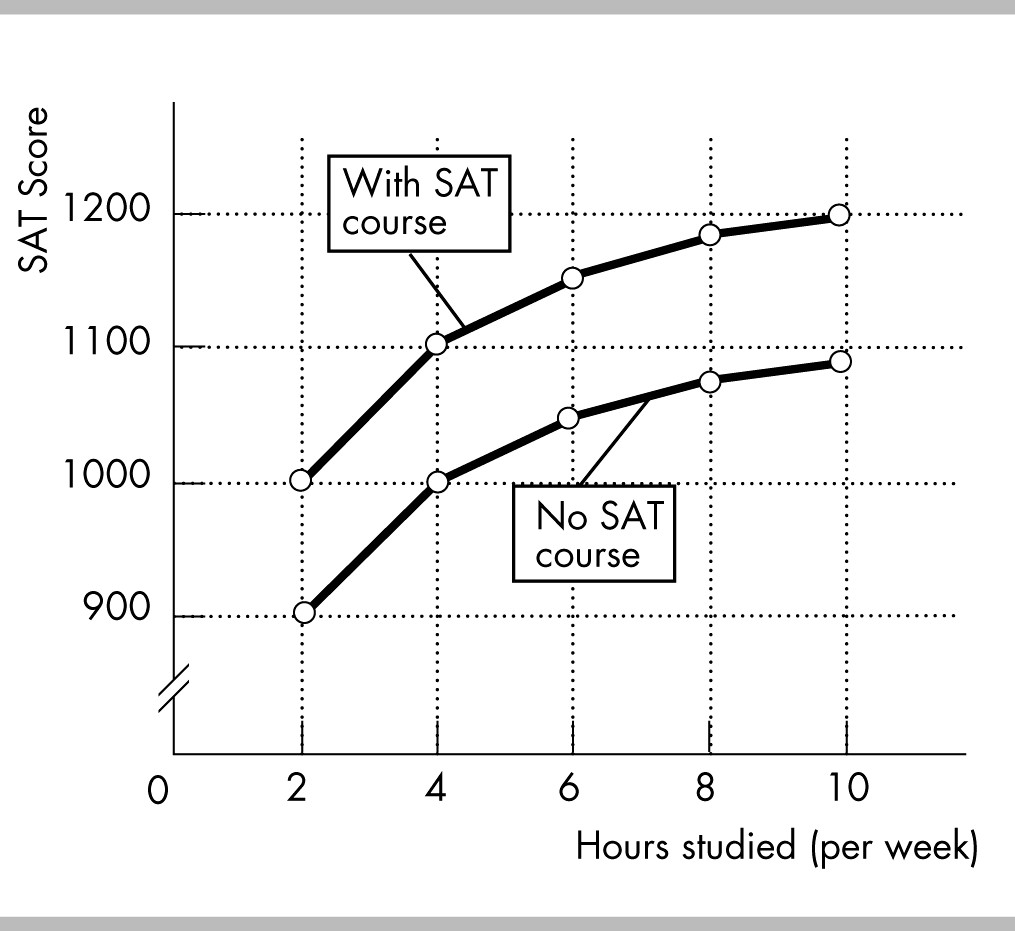 SAT Score
1200
1100
1000
900
With SAT
course
No SAT
course
0 2 4 6 8 10
Hours studied (per week)